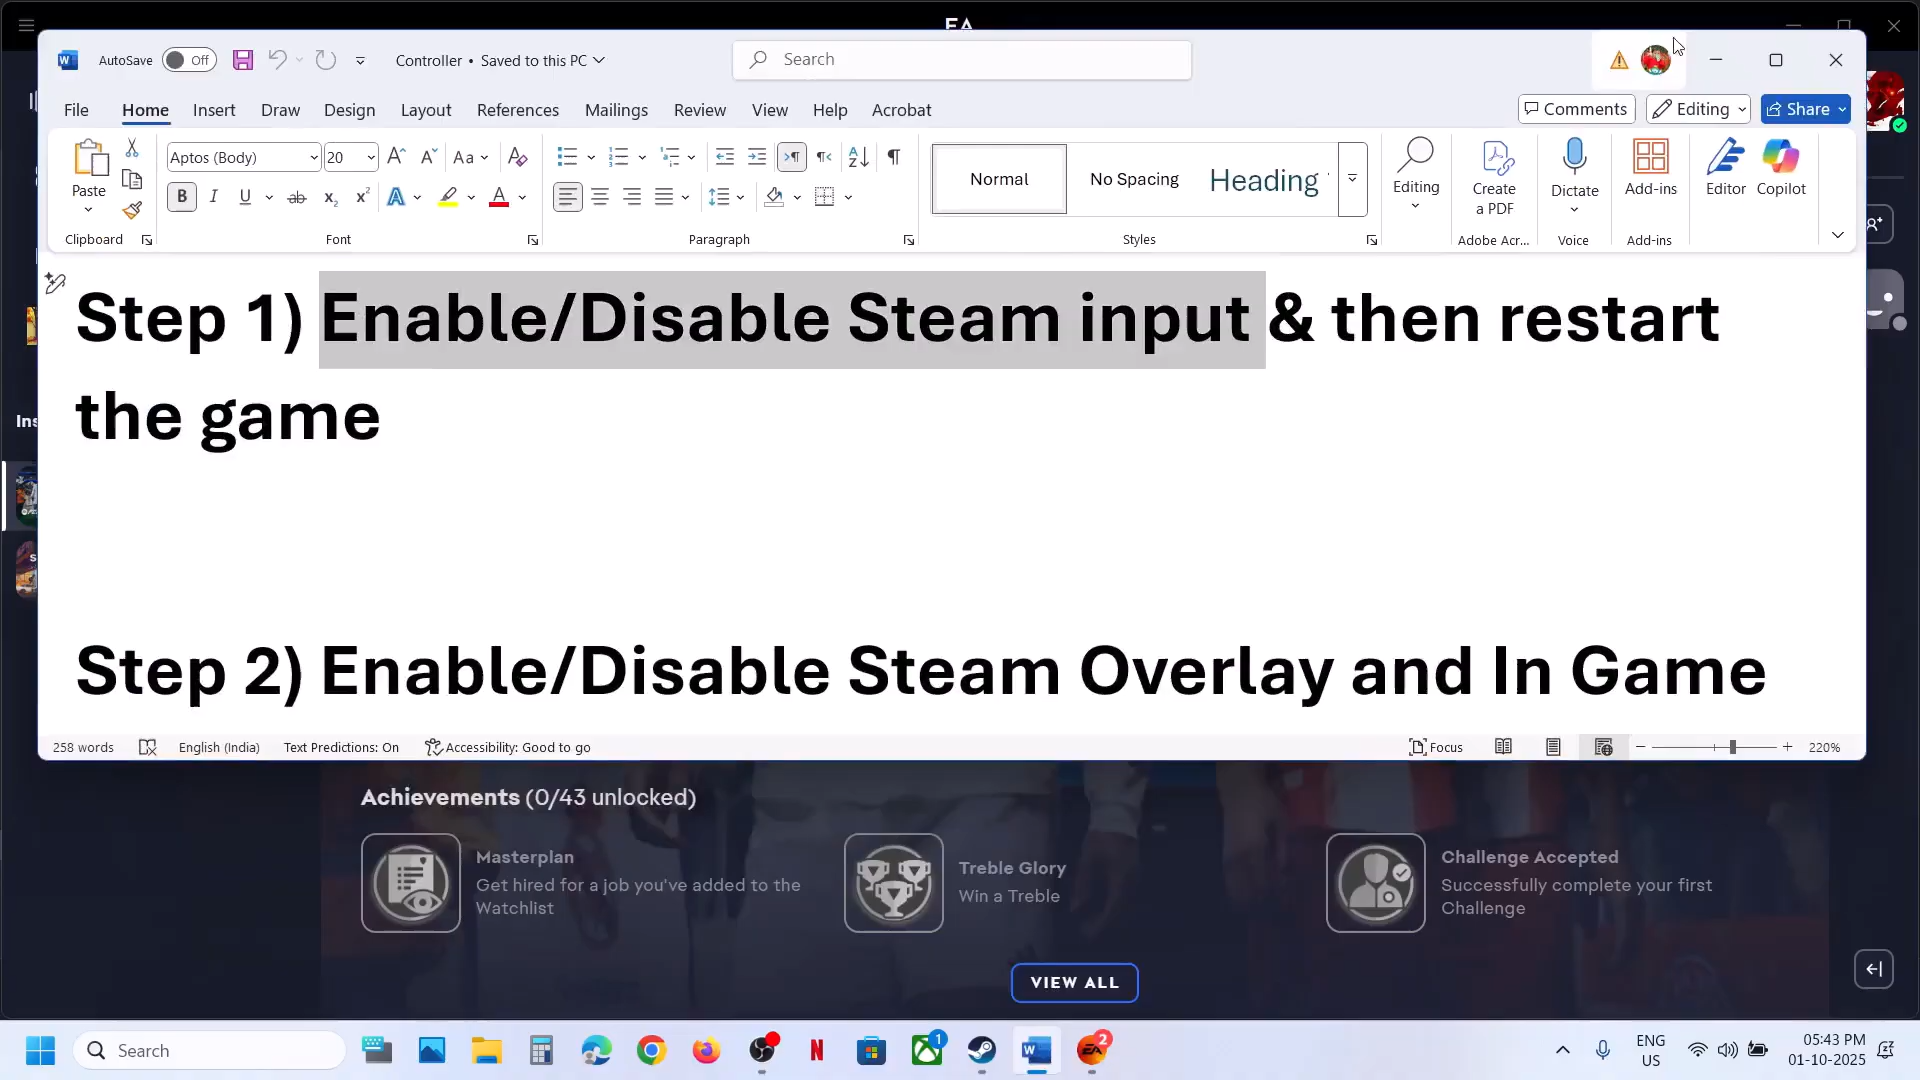 EA
AutoSave Off Controller • Saved to this PC Search
File Home Insert Draw Design Layout References Mailings Review View Help Acrobat Comments Editing Share
Paste
Clipboard
Aptos (Body) 20
Font
Paragraph
Normal No Spacing Heading
Styles
Editing
Create a PDF
Adobe Acr...
Dictate
Voice
Add-ins
Add-ins
Editor Copilot
Step 1) Enable/Disable Steam input & then restart
the game
Ins
Step 2) Enable/Disable Steam Overlay and In Game
258 words English (India) Text Predictions: On Accessibility: Good to go Focus 220%
Achievements (0/43 unlocked)
Masterplan
Get hired for a job you've added to the
Watchlist
Treble Glory
Win a Treble
Challenge Accepted
Successfully complete your first
Challenge
VIEW ALL
Search
1
2
ENG
US
05:43 PM
01-10-2025